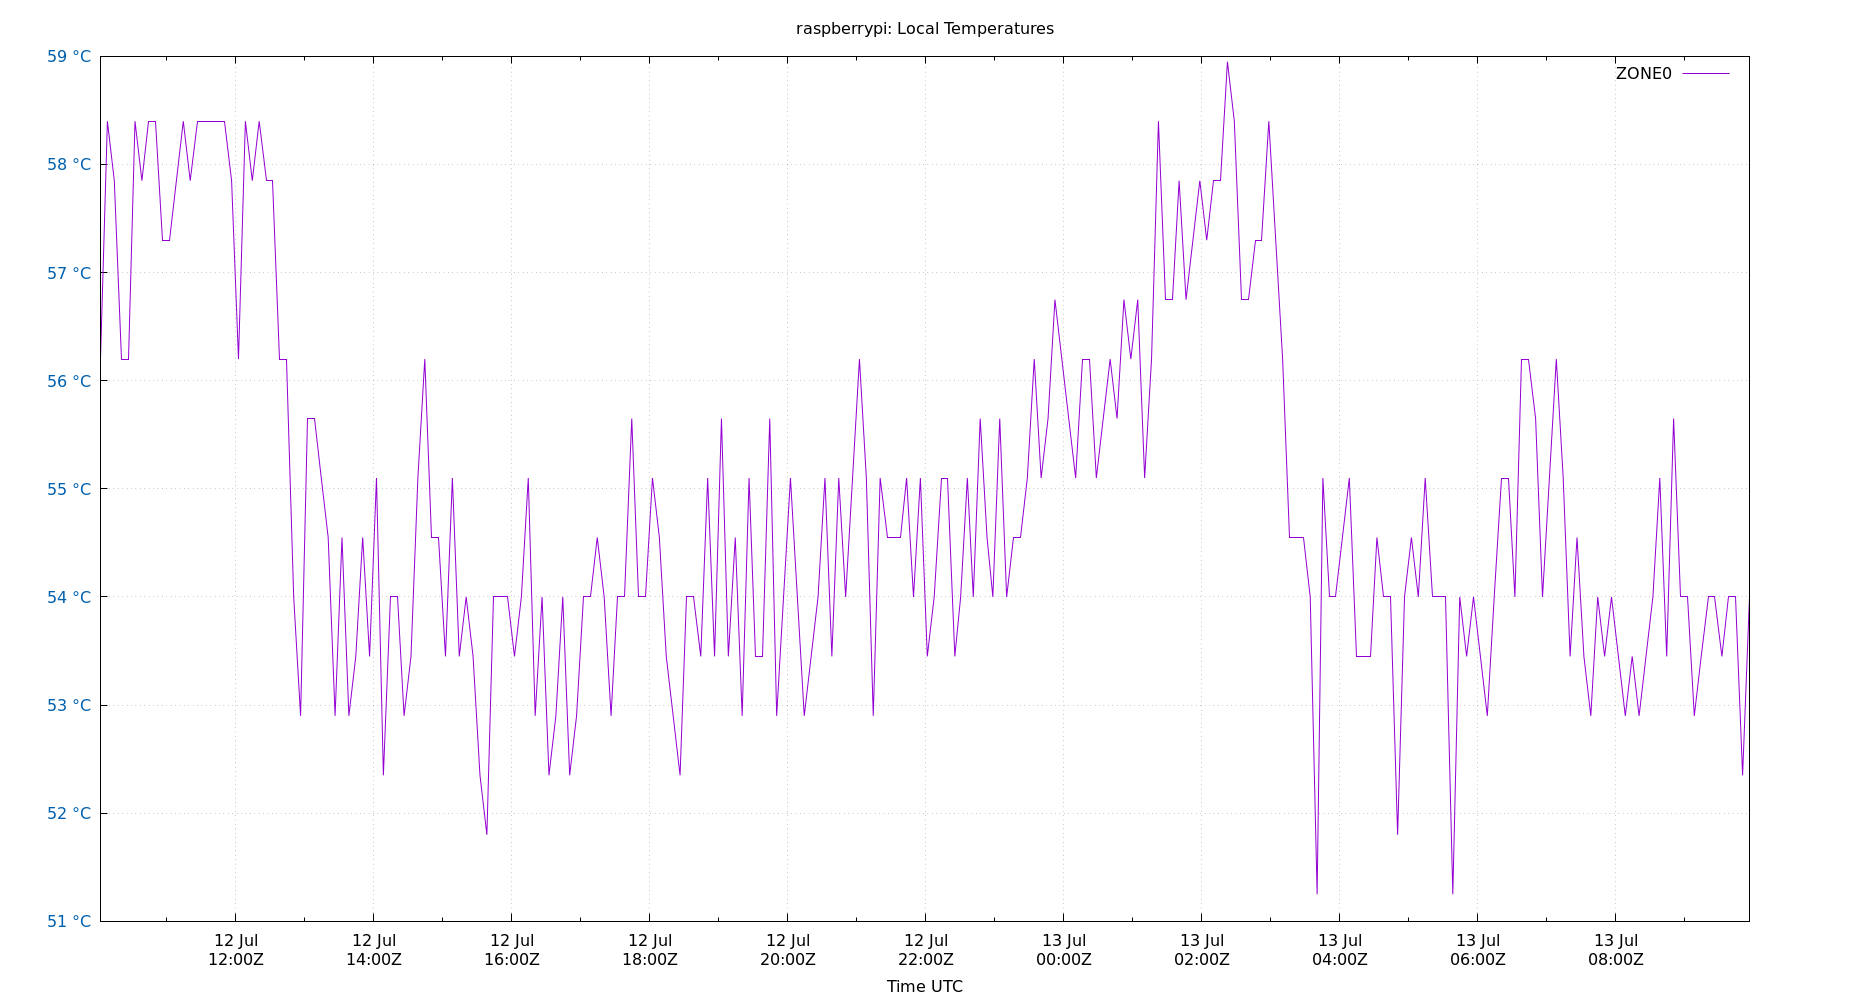 raspberrypi: Local Temperatures
59 °C
ZONE0
58 °C
57 °C
56 °C
55 °C
54 °C
53 °C
52 °C
51 °C
12 Jul 12 Jul 12 Jul 12 Jul 12 Jul 12 Jul 13 Jul 13 Jul 13 Jul 13 Jul 13 Jul
12:00Z 14:00Z 16:00Z 18:00Z 20:00Z 22:00Z 00:00Z 02:00Z 04:00Z 06:00Z 08:00Z
Time UTC